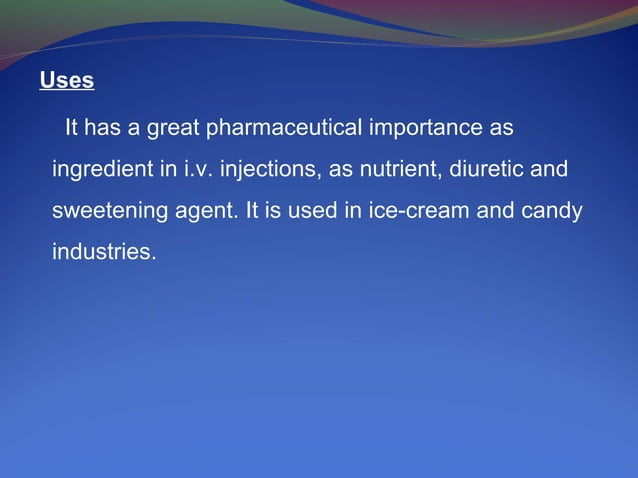 Uses
It has a great pharmaceutical importance as
ingredient in i.v. injections, as nutrient, diuretic and
sweetening agent. It is used in ice-cream and candy
industries.